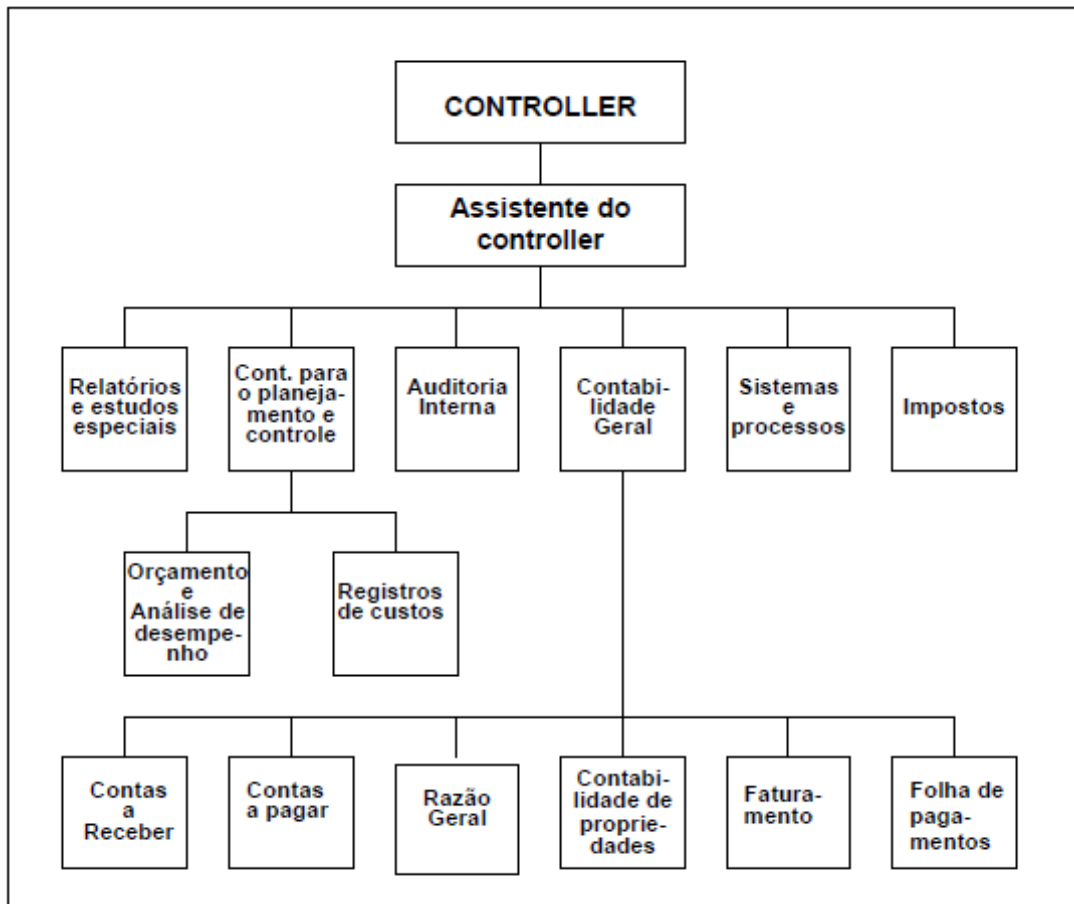 CONTROLLER
Assistente do
controller
Relatórios
e estudos
especiais
Cont. para
o planeja-
mento e
controle
Auditoria
Interna
Contabi-
lidade
Geral
Sistemas
e
processos
Impostos
Orçamento
e
Análise de
desempe-
nho
Registros
de custos
Contas
a
Receber
Contas
a pagar
Razão
Geral
Contabi-
lidade de
proprie-
dades
Fatura-
mento
Folha de
paga-
mentos